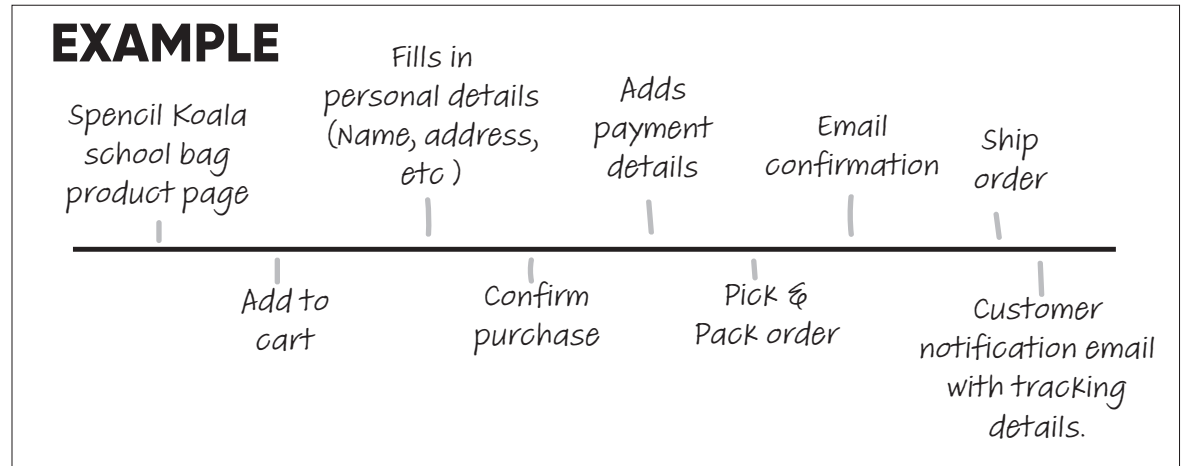 EXAMPLE
Spencil Koala
school bag
product page
Add to
cart
Fills in
personal details
(Name, address,
etc )
Confirm
purchase
Adds
payment
details
Pick &
Pack order
Email
confirmation
Ship
order
Customer
notification email
with tracking
details.